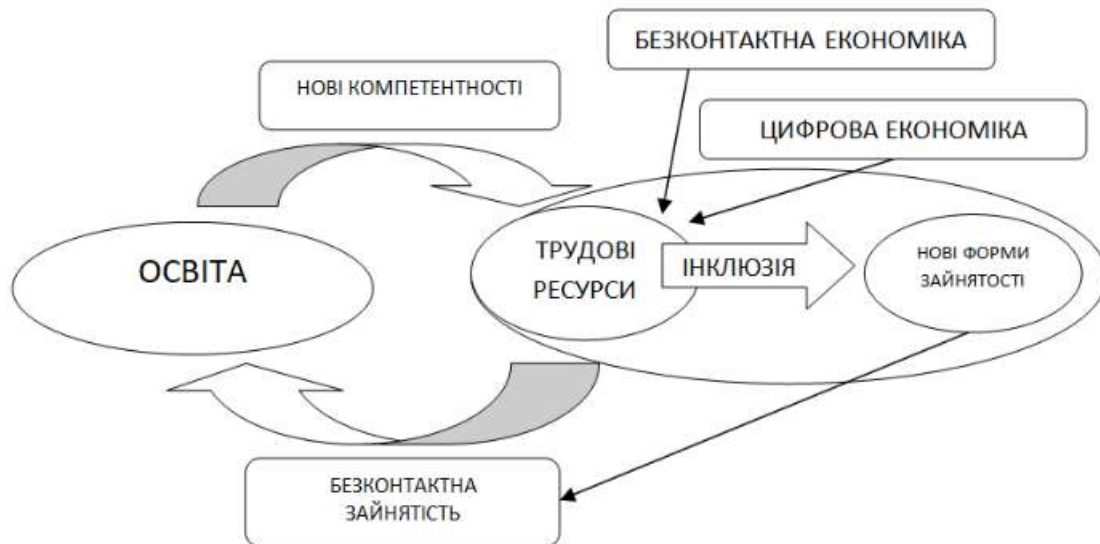 БЕЗКОНТАКТНА ЕКОНОМІКА
НОВІ КОМПЕТЕНТНОСТІ
ЦИФРОВА ЕКОНОМІКА
ОСВІТА
ТРУДОВІ
РЕСУРСИ
ІНКЛЮЗІЯ
НОВІ ФОРМИ
ЗАЙНЯТОСТІ
БЕЗКОНТАКТНА
ЗАЙНЯТІСТЬ